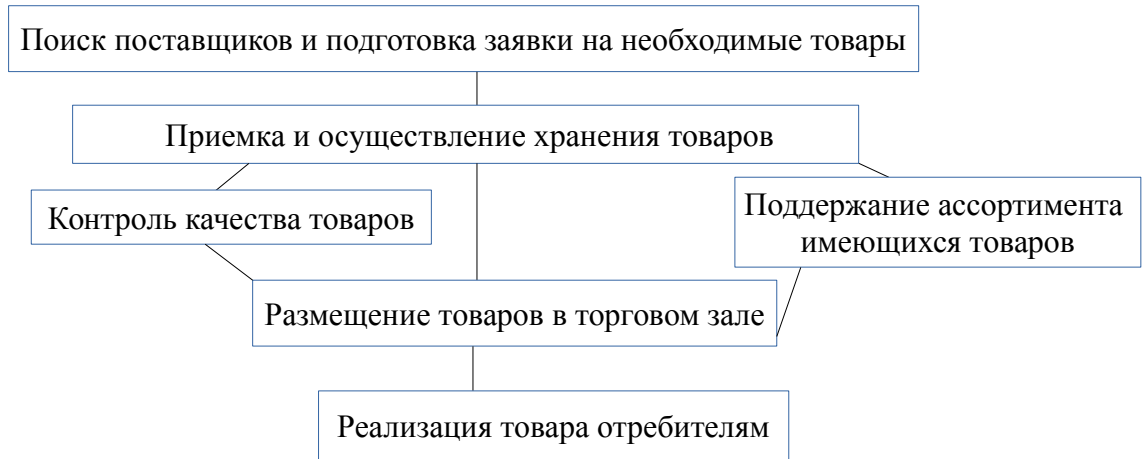 Поиск поставщиков и подготовка заявки на необходимые товары
Приемка и осуществление хранения товаров
Контроль качества товаров
Поддержание ассортимента
имеющихся товаров
Размещение товаров в торговом зале
Реализация товара отребителям